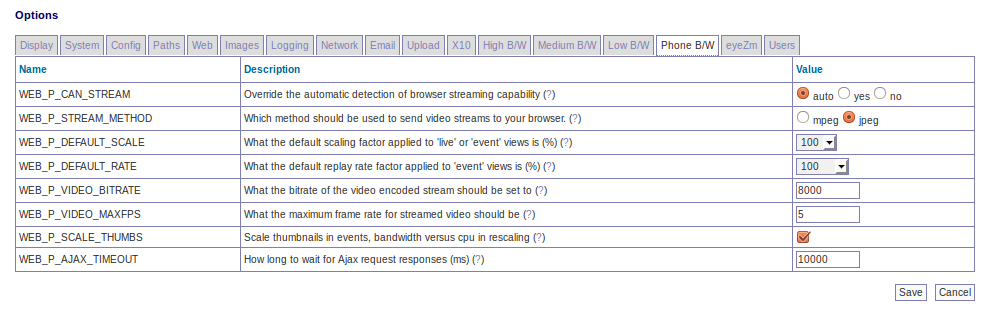 Options
Display System Config Paths Web Images Logging Network Email Upload X10 High B/W Medium B/W Low B/W Phone B/W eyeZm Users
Name Description Value
WEB_P_CAN_STREAM Override the automatic detection of browser streaming capability (?) auto yes no
WEB_P_STREAM_METHOD Which method should be used to send video streams to your browser. (?) mpeg jpeg
WEB_P_DEFAULT_SCALE What the default scaling factor applied to 'live' or 'event' views is (%) (?) 100
WEB_P_DEFAULT_RATE What the default replay rate factor applied to 'event' views is (%) (?) 100
WEB_P_VIDEO_BITRATE What the bitrate of the video encoded stream should be set to (?) 8000
WEB_P_VIDEO_MAXFPS What the maximum frame rate for streamed video should be (?) 5
WEB_P_SCALE_THUMBS Scale thumbnails in events, bandwidth versus cpu in rescaling (?)
WEB_P_AJAX_TIMEOUT How long to wait for Ajax request responses (ms) (?) 10000
Save Cancel